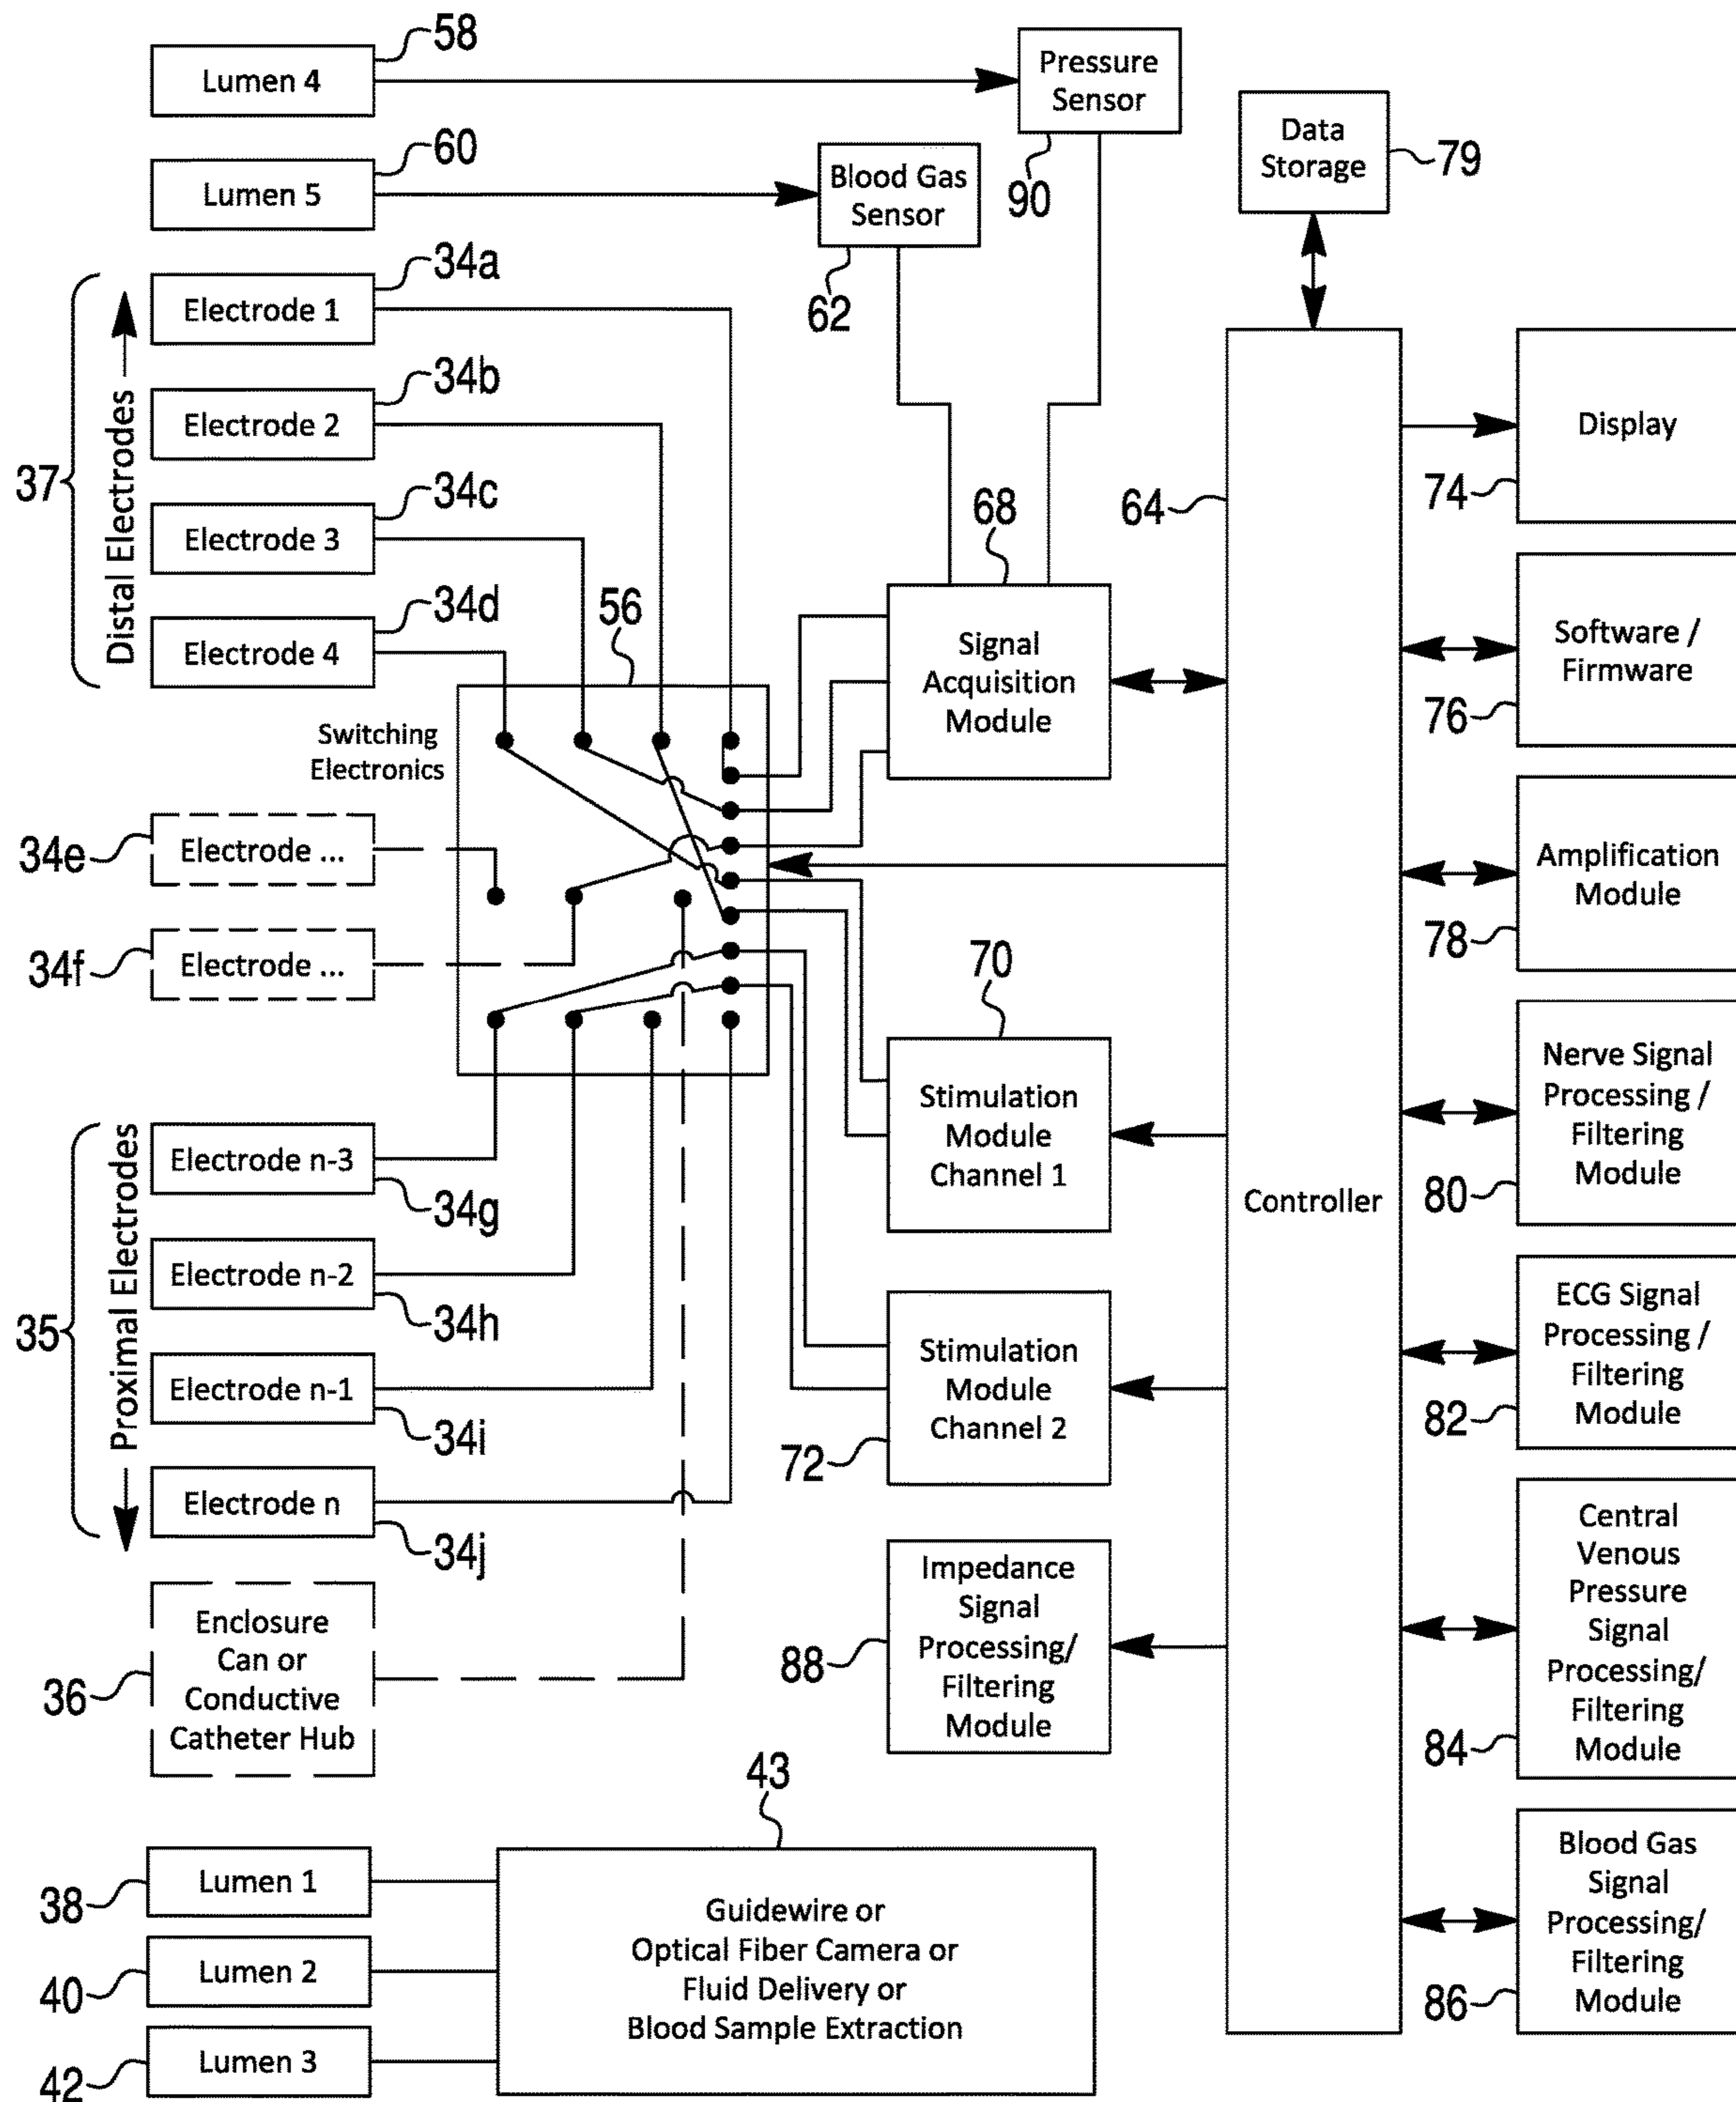 58
Lumen 4
Pressure
Sensor
90
Data
Storage
79
60
Lumen 5
Blood Gas
Sensor
62
37
Distal Electrodes
34a
Electrode 1
34b
Electrode 2
34c
Electrode 3
34d
Electrode 4
56
Switching
Electronics
34e
Electrode ...
34f
Electrode ...
35
Proximal Electrodes
Electrode n-3
34g
Electrode n-2
34h
Electrode n-1
34i
Electrode n
34j
36
Enclosure
Can or
Conductive
Catheter Hub
68
Signal
Acquisition
Module
70
Stimulation
Module
Channel 1
Stimulation
Module
Channel 2
72
Impedance
Signal
Processing/
Filtering
Module
88
64
Controller
Display
74
Software /
Firmware
76
Amplification
Module
78
Nerve Signal
Processing /
Filtering
Module
80
ECG Signal
Processing /
Filtering
Module
82
Central
Venous
Pressure
Signal
Processing/
Filtering
Module
84
Blood Gas
Signal
Processing/
Filtering
Module
86
43
Lumen 1
38
Lumen 2
40
Lumen 3
42
Guidewire or
Optical Fiber Camera or
Fluid Delivery or
Blood Sample Extraction